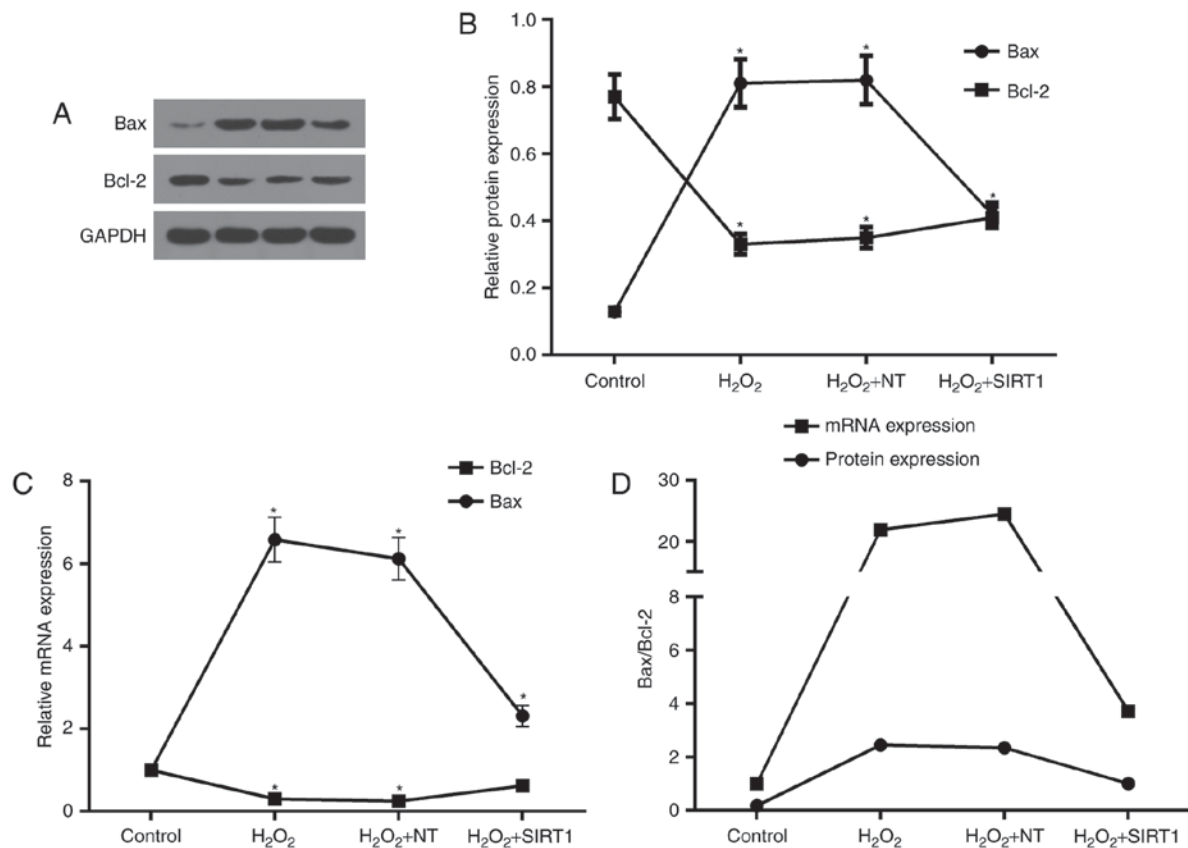 A
Bax
Bcl-2
GAPDH
B
Relative protein expression
1.0
0.8
0.6
0.4
0.2
0.0
* * * * *
Bax
Bcl-2
Control H₂O₂ H₂O₂+NT H₂O₂+SIRT1
C
Relative mRNA expression
8
6
4
2
0
* * * * *
Bcl-2
Bax
Control H₂O₂ H₂O₂+NT H₂O₂+SIRT1
mRNA expression
Protein expression
D
Bax/Bcl-2
30
20
8
6
4
2
0
Control H₂O₂ H₂O₂+NT H₂O₂+SIRT1